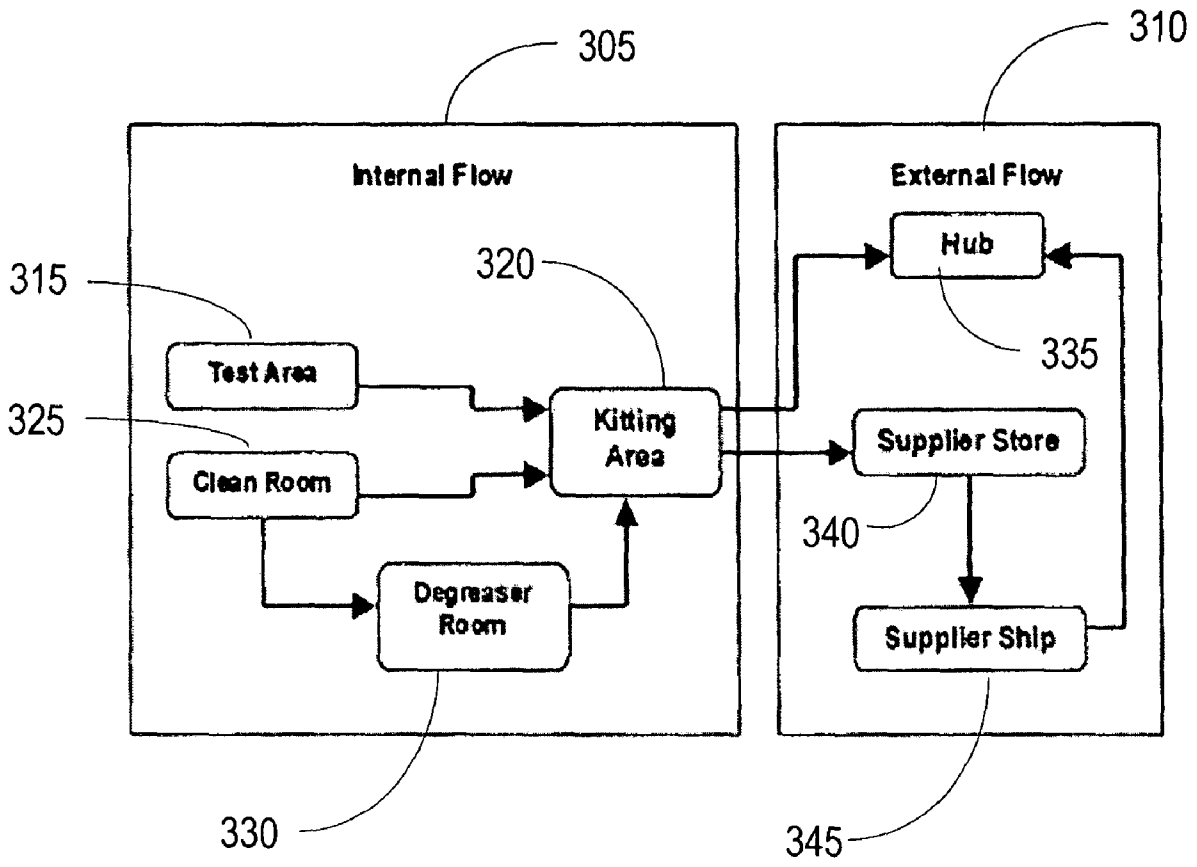 310
305
Internal Flow
External Flow
Hub
315
320
335
Test Area
325
Kitting
Area
Supplier Store
Clean Room
340
Degreaser
Room
Supplier Ship
330
345